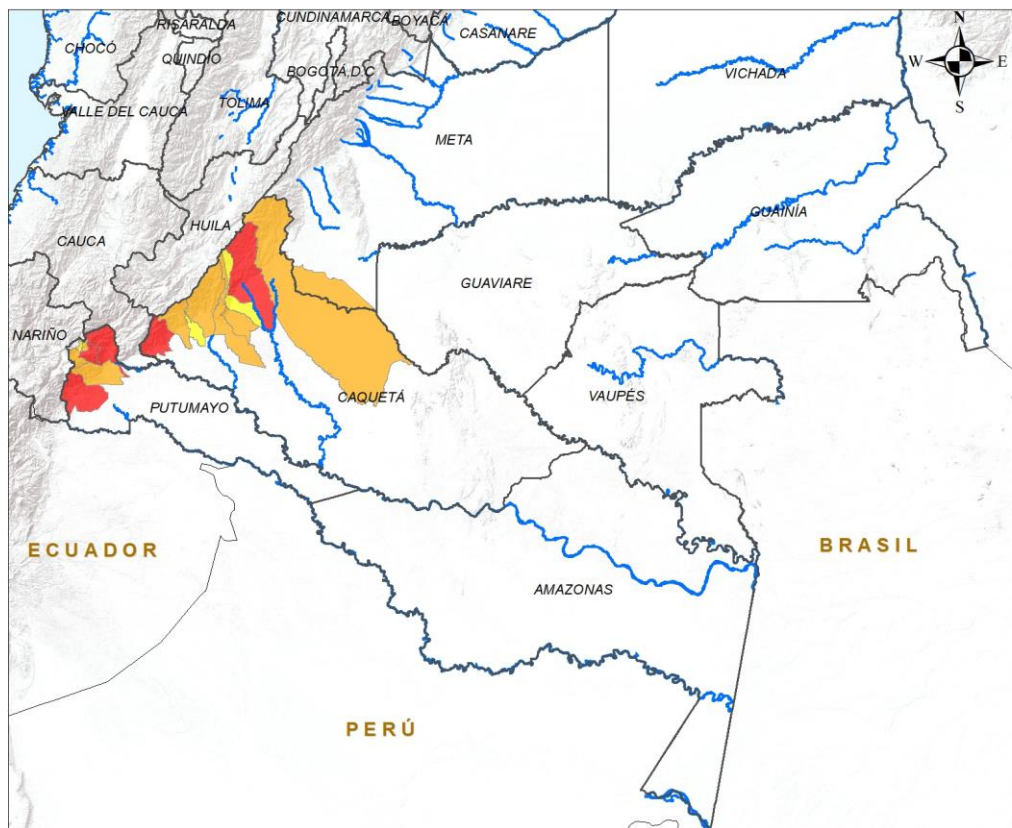 CUNDINAMARCA
BOYACÁ
RISARALDA
CASANARE
N
CHOCÓ
QUINDIO
BOGOTÁ D.C
VICHADA
W
E
TOLIMA
S
VALLE DEL CAUCA
META
GUAINÍA
HUILA
CAUCA
GUAVIARE
NARIÑO
CAQUETÁ
VAUPÉS
PUTUMAYO
ECUADOR
BRASIL
AMAZONAS
PERÚ